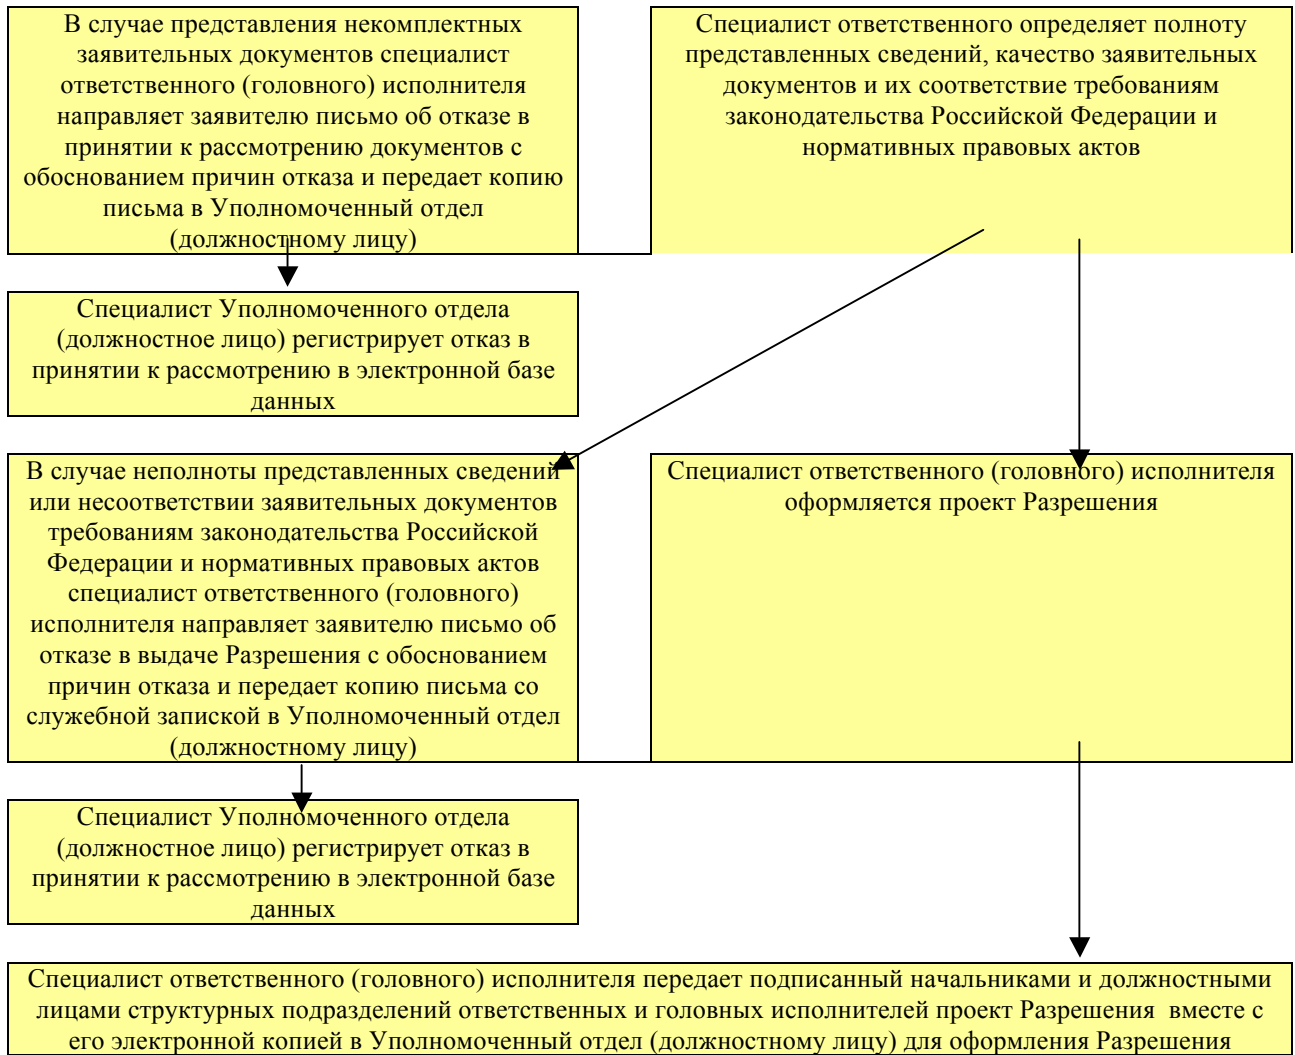 В случае представления некомплектных
заявительных документов специалист
ответственного (головного) исполнителя
направляет заявителю письмо об отказе в
принятии к рассмотрению документов с
обоснованием причин отказа и передает копию
письма в Уполномоченный отдел
(должностному лицу)
Специалист ответственного определяет полноту
представленных сведений, качество заявительных
документов и их соответствие требованиям
законодательства Российской Федерации и
нормативных правовых актов
Специалист Уполномоченного отдела
(должностное лицо) регистрирует отказ в
принятии к рассмотрению в электронной базе
данных
В случае неполноты представленных сведений
или несоответствии заявительных документов
требованиям законодательства Российской
Федерации и нормативных правовых актов
специалист ответственного (головного)
исполнителя направляет заявителю письмо об
отказе в выдаче Разрешения с обоснованием
причин отказа и передает копию письма со
служебной запиской в Уполномоченный отдел
(должностному лицу)
Специалист ответственного (головного) исполнителя
оформляется проект Разрешения
Специалист Уполномоченного отдела
(должностное лицо) регистрирует отказ в
принятии к рассмотрению в электронной базе
данных
Специалист ответственного (головного) исполнителя передает подписанный начальниками и должностными
лицами структурных подразделений ответственных и головных исполнителей проект Разрешения вместе с
его электронной копией в Уполномоченный отдел (должностному лицу) для оформления Разрешения